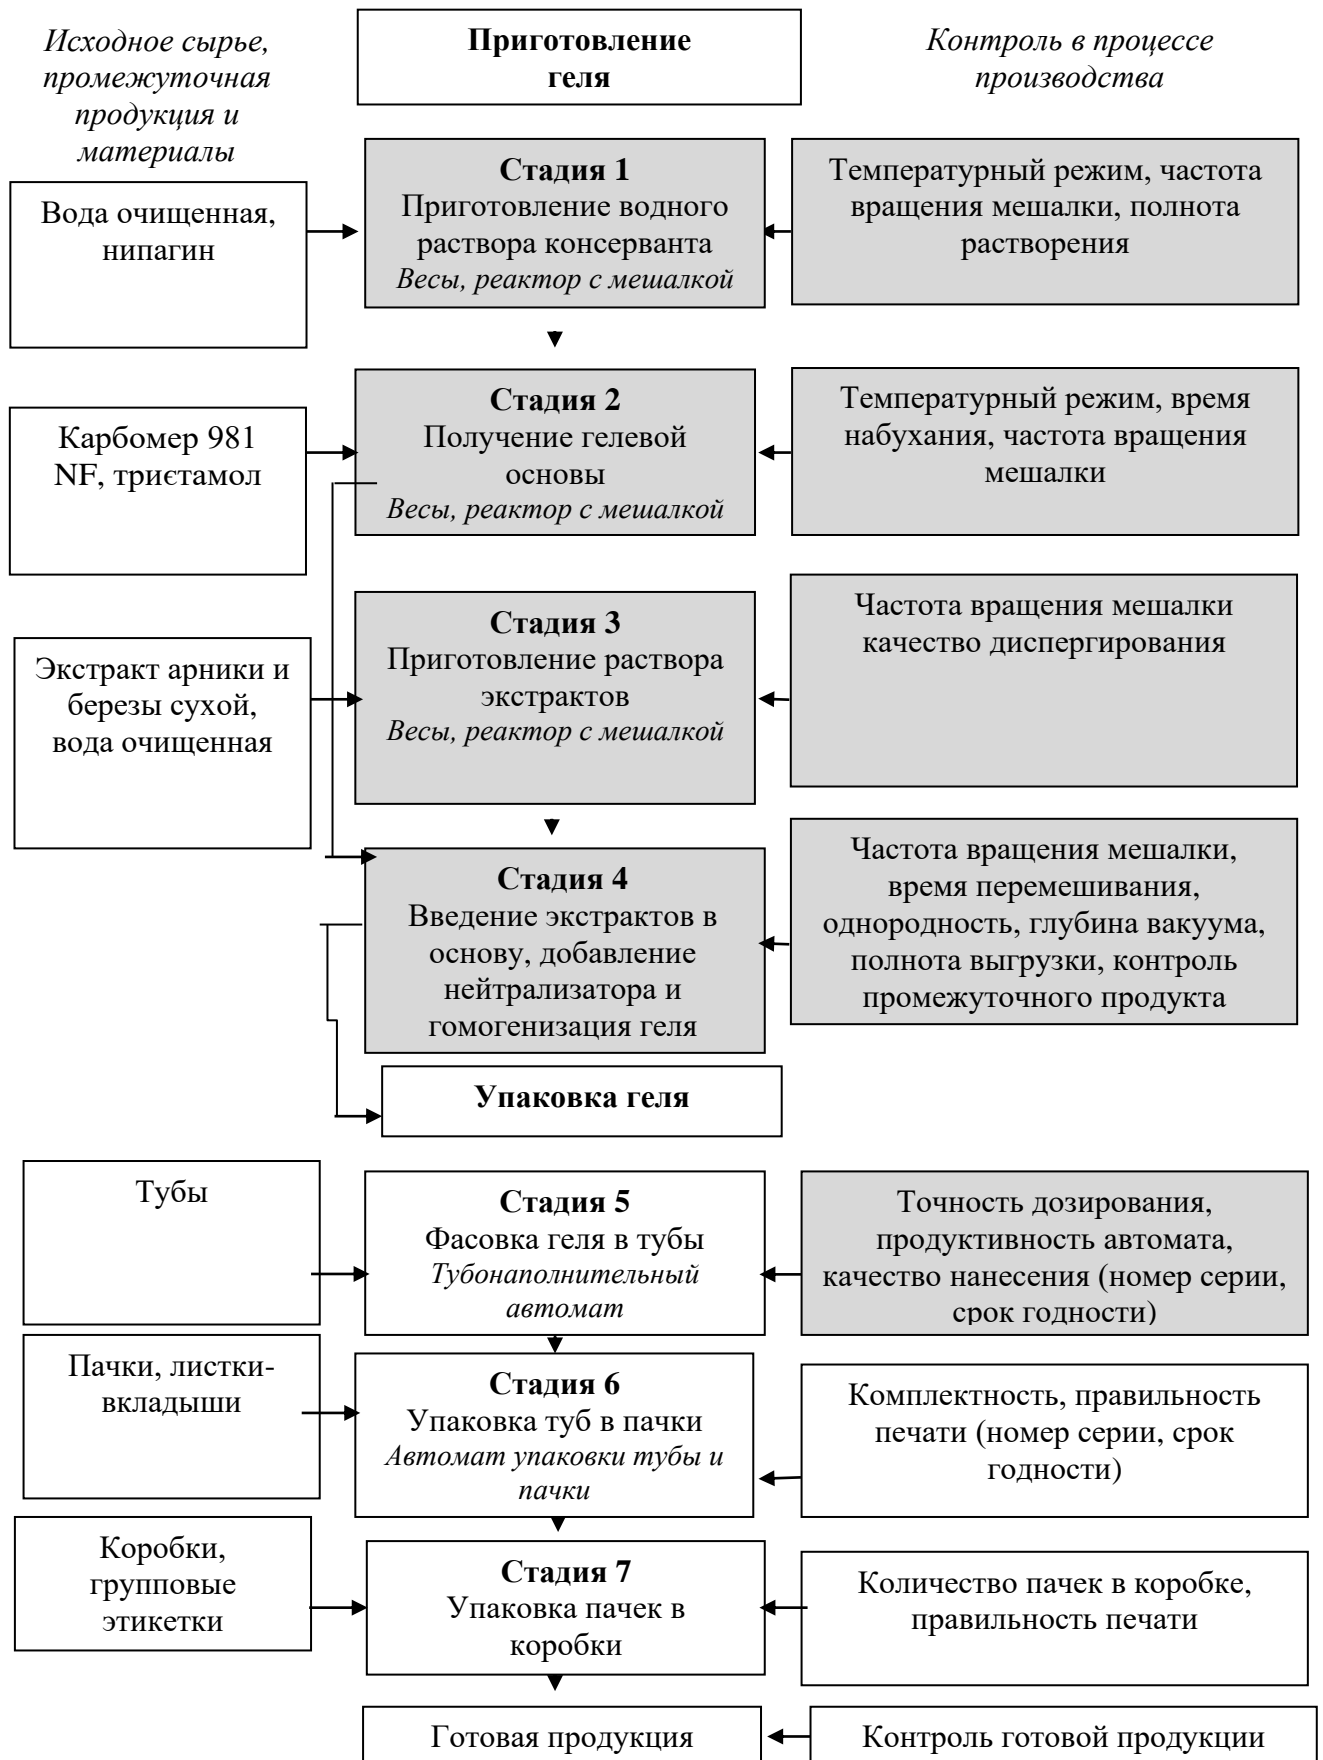 Исходное сырье,
промежуточная
продукция и
материалы
Приготовление
геля
Контроль в процессе
производства
Вода очищенная,
нипагин
Стадия 1
Приготовление водного
раствора консерванта
Весы, реактор с мешалкой
Температурный режим, частота
вращения мешалки, полнота
растворения
Карбомер 981
NF, триєтамол
Стадия 2
Получение гелевой
основы
Весы, реактор с мешалкой
Температурный режим, время
набухания, частота вращения
мешалки
Экстракт арники и
березы сухой,
вода очищенная
Стадия 3
Приготовление раствора
экстрактов
Весы, реактор с мешалкой
Частота вращения мешалки
качество диспергирования
Стадия 4
Введение экстрактов в
основу, добавление
нейтрализатора и
гомогенизация геля
Частота вращения мешалки,
время перемешивания,
однородность, глубина вакуума,
полнота выгрузки, контроль
промежуточного продукта
Упаковка геля
Тубы
Стадия 5
Фасовка геля в тубы
Тубонаполнительный
автомат
Точность дозирования,
продуктивность автомата,
качество нанесения (номер серии,
срок годности)
Пачки, листки-
вкладыши
Стадия 6
Упаковка туб в пачки
Автомат упаковки тубы и
пачки
Комплектность, правильность
печати (номер серии, срок
годности)
Коробки,
групповые
этикетки
Стадия 7
Упаковка пачек в
коробки
Количество пачек в коробке,
правильность печати
Готовая продукция
Контроль готовой продукции